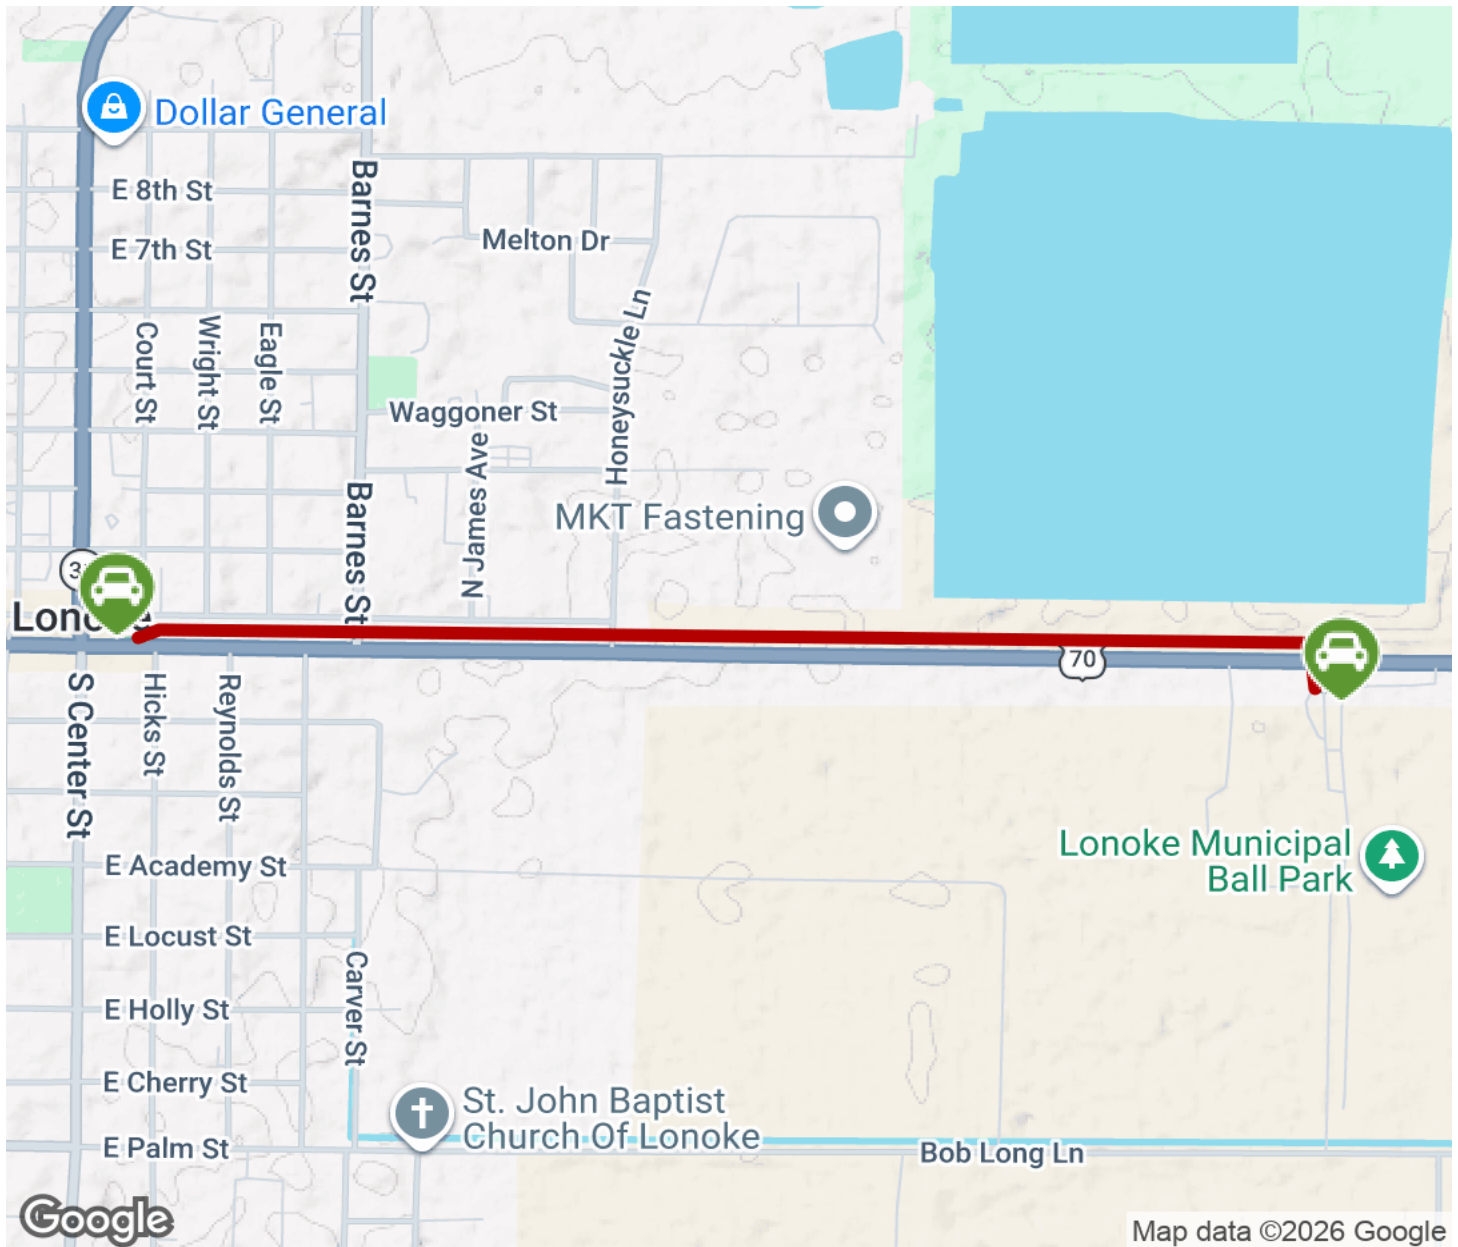 Dollar General
E 8th St
Barnes St
E 7th St
Melton Dr
Honeysuckle Ln
Court St
Wright St
Eagle St
Waggoner St
N James Ave
Barnes St
MKT Fastening
3
Lonoke
70
S Center St
Hicks St
Reynolds St
Lonoke Municipal
Ball Park
E Academy St
E Locust St
Carver St
E Holly St
E Cherry St
St. John Baptist
Church Of Lonoke
E Palm St
Bob Long Ln
Google
Map data ©2026 Google